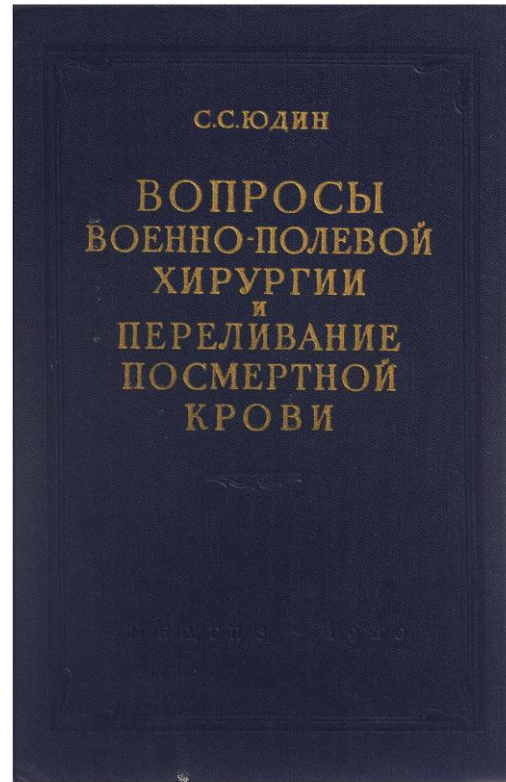 С.С.ЮДИН
ВОПРОСЫ
ВОЕННО-ПОЛЕВОЙ
ХИРУРГИИ
И
ПЕРЕЛИВАНИЕ
ПОСМЕРТНОЙ
КРОВИ